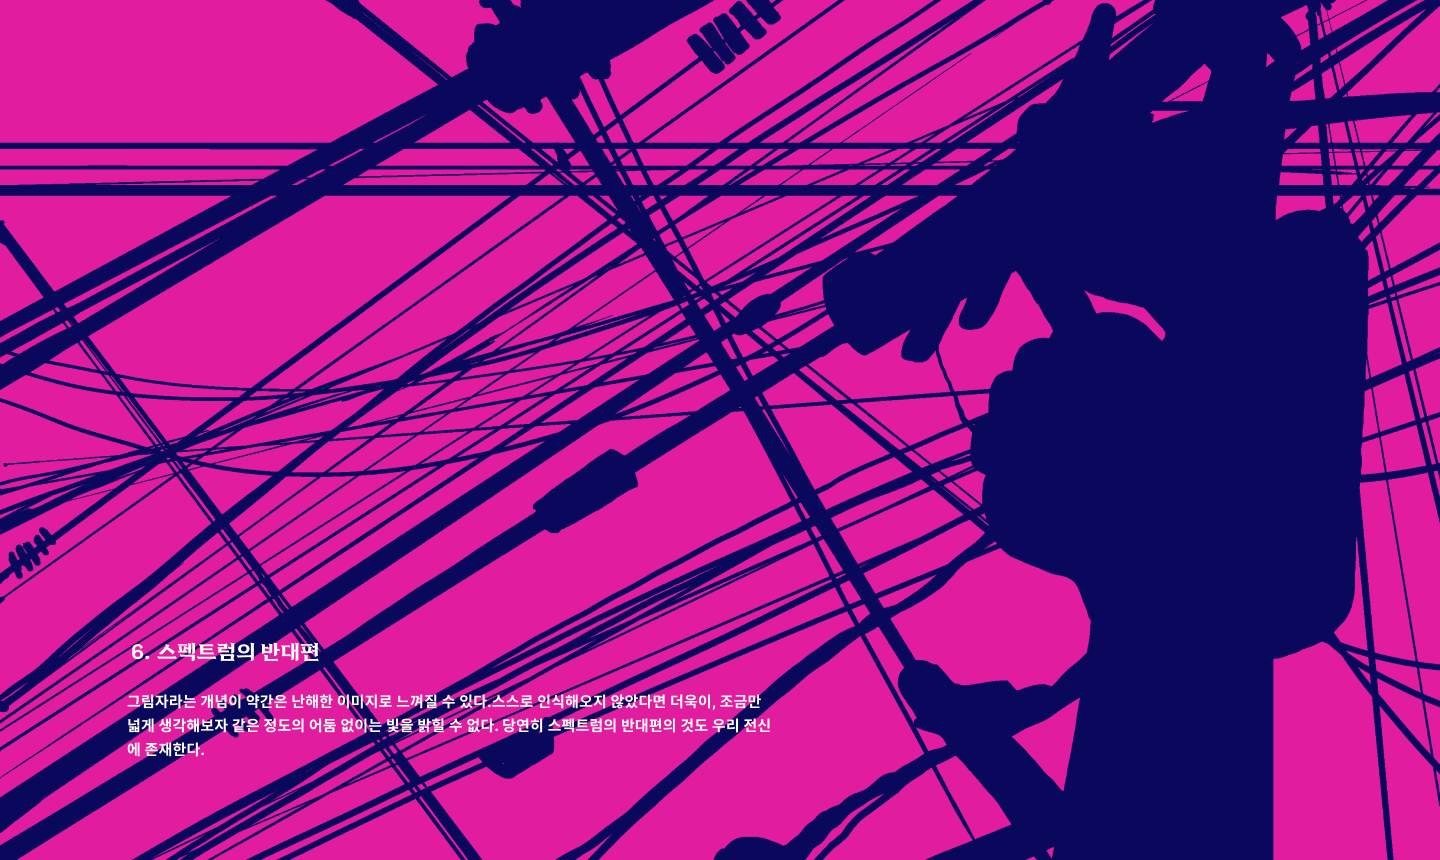 6. 스펙트럼의 반대편
그림자라는 개념이 약간은 난해한 이미지로 느껴질 수 있다.스스로 인식해오지 않았다면 더욱이, 조금만
넓게 생각해보자 같은 정도의 어둠 없이는 빛을 밝힐 수 없다. 당연히 스펙트럼의 반대편의 것도 우리 전신
에 존재한다.